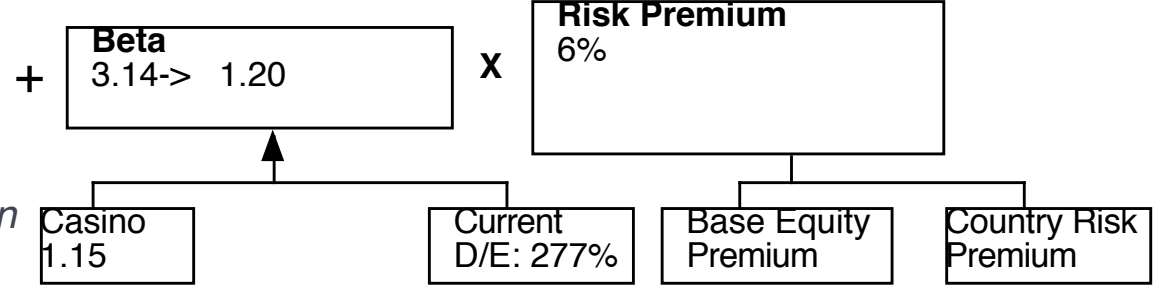 +
Beta
3.14-> 1.20
X
Risk Premium
6%
n
Casino
1.15
Current
D/E: 277%
Base Equity
Premium
Country Risk
Premium